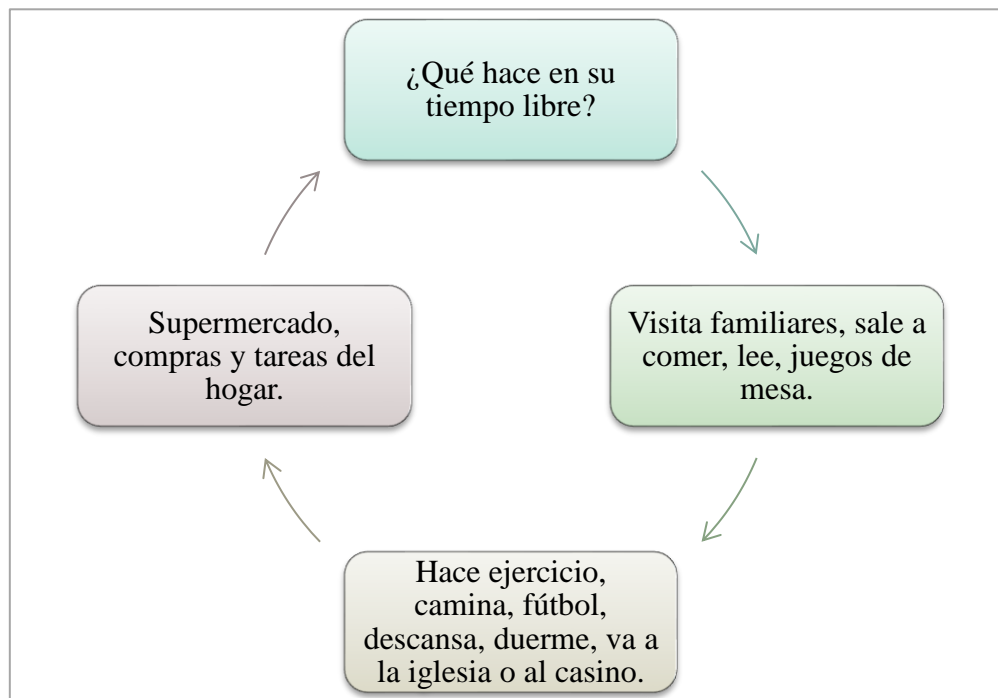 ¿Qué hace en su
tiempo libre?
Visita familiares, sale a
comer, lee, juegos de
mesa.
Hace ejercicio,
camina, fútbol,
descansa, duerme, va a
la iglesia o al casino.
Supermercado,
compras y tareas del
hogar.